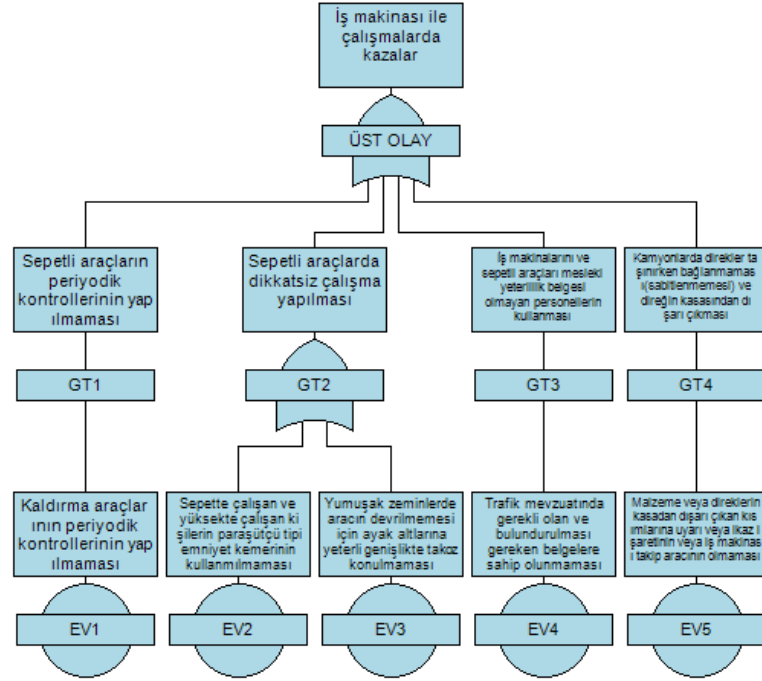 İş makinası ile
çalışmalarda
kazalar
ÜST OLAY
Sepetli araçların
periyodik
kontrollerinin yap
ılmaması
Sepetli araçlarda
dikkatsiz çalışma
yapılması
İş makinalarını ve
sepetli araçları mesleki
yeterlilik belgesi
olmayan personellerin
kullanması
Kamyonlarda direkler ta
şınırken bağlanmamas
ı(sabitlenmemesi) ve
direğin kasasından dı
şarı çıkması
GT1
GT2
GT3
GT4
Kaldırma araçlar
ının periyodik
kontrollerinin yap
ılmaması
Sepette çalışan ve
yüksekte çalışan ki
şilerin paraşütçü tipi
emniyet kemerinin
kullanmılmaması
Yumuşak zeminlerde
aracın devrilmemesi
için ayak altlarına
yeterli genişlikte takoz
konulmaması
Trafik mevzuatında
gerekli olan ve
bulundurulması
gereken belgelere
sahip olunmaması
Malzeme veya direklerin
kasadan dışarı çıkan kıs
ımlarına uyarı veya ikaz i
şaretinin veya iş makinas
ı takip aracının olmaması
EV1
EV2
EV3
EV4
EV5